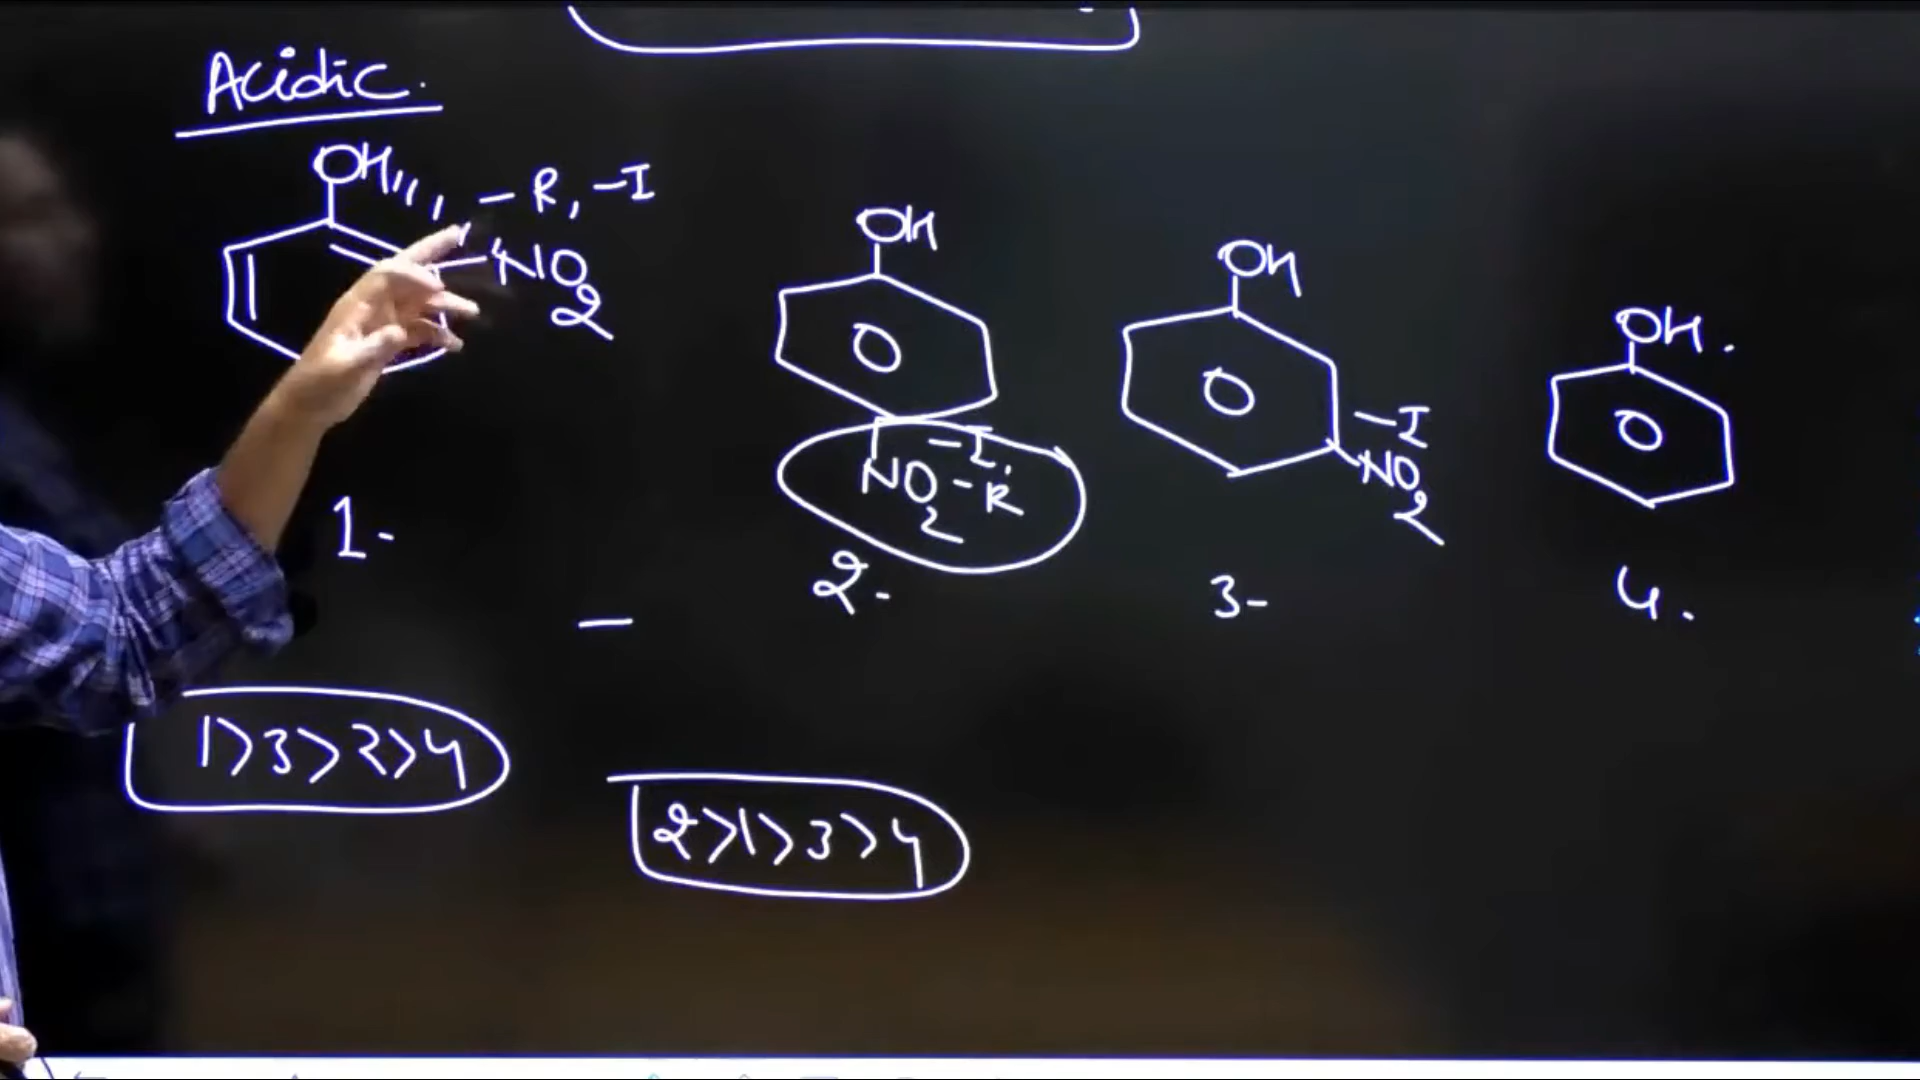 Acidic.
OH
-R, -I
NO2
1-
OH
-I.
NO2 -R
2-
OH
-I
NO2
3-
OH.
4.
-
1>3>2>4
2>1>3>4